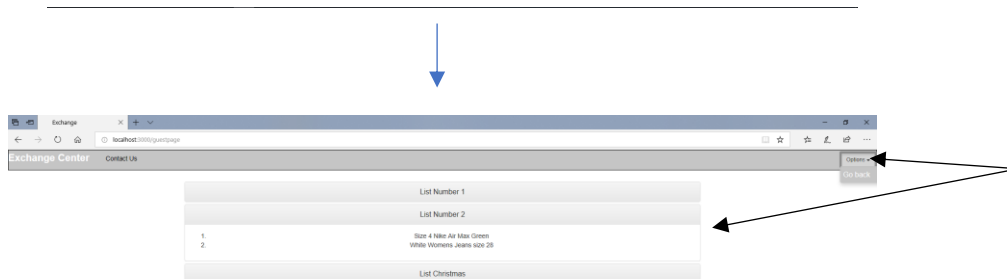 Exchange
localhost:8888/guestpage
Exchange Center Contact Us Options
Go back
List Number 1
List Number 2
1. Size 4 Nike Air Max Green
2. White Womens Jeans size 28
List Christmas